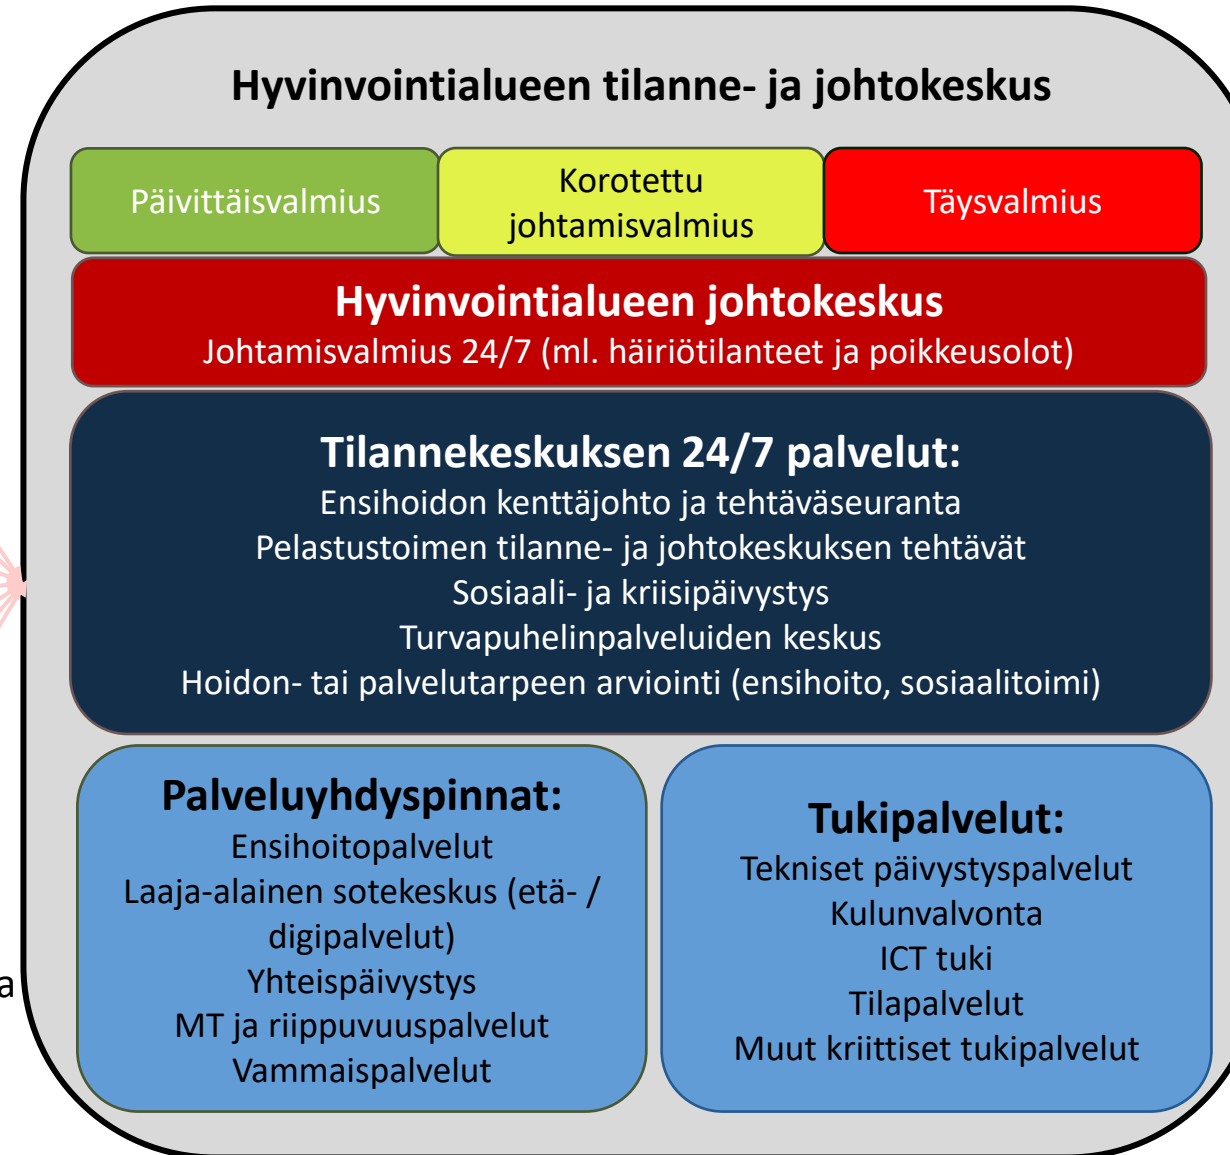 Hyvinvointialueen tilanne- ja johtokeskus
Päivittäisvalmius
Korotettu
johtamisvalmius
Täysvalmius
Hyvinvointialueen johtokeskus
Johtamisvalmius 24/7 (ml. häiriötilanteet ja poikkeusolot)
Tilannekeskuksen 24/7 palvelut:
Ensihoidon kenttäjohto ja tehtäväseuranta
Pelastustoimen tilanne- ja johtokeskuksen tehtävät
Sosiaali- ja kriisipäivystys
Turvapuhelinpalveluiden keskus
Hoidon- tai palvelutarpeen arviointi (ensihoito, sosiaalitoimi)
Palveluyhdyspinnat:
Ensihoitopalvelut
Laaja-alainen sotekeskus (etä- /
digipalvelut)
Yhteispäivystys
MT ja riippuvuuspalvelut
Vammaispalvelut
Tukipalvelut:
Tekniset päivystyspalvelut
Kulunvalvonta
ICT tuki
Tilapalvelut
Muut kriittiset tukipalvelut